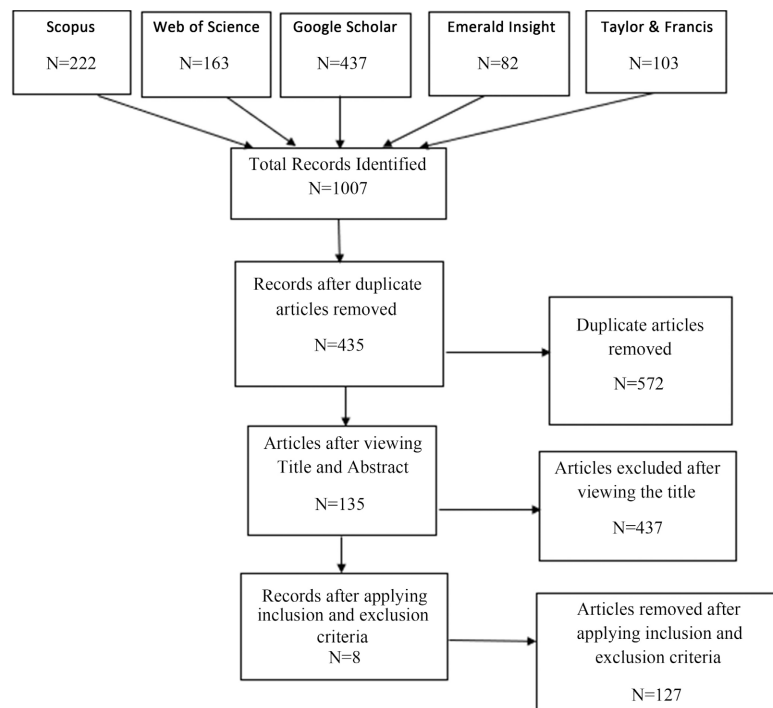 Scopus
N=222
Web of Science
N=163
Google Scholar
N=437
Emerald Insight
N=82
Taylor & Francis
N=103
Total Records Identified
N=1007
Records after duplicate
articles removed
N=435
Duplicate articles
removed
N=572
Articles after viewing
Title and Abstract
N=135
Articles excluded after
viewing the title
N=437
Records after applying
inclusion and exclusion
criteria
N=8
Articles removed after
applying inclusion and
exclusion criteria
N=127